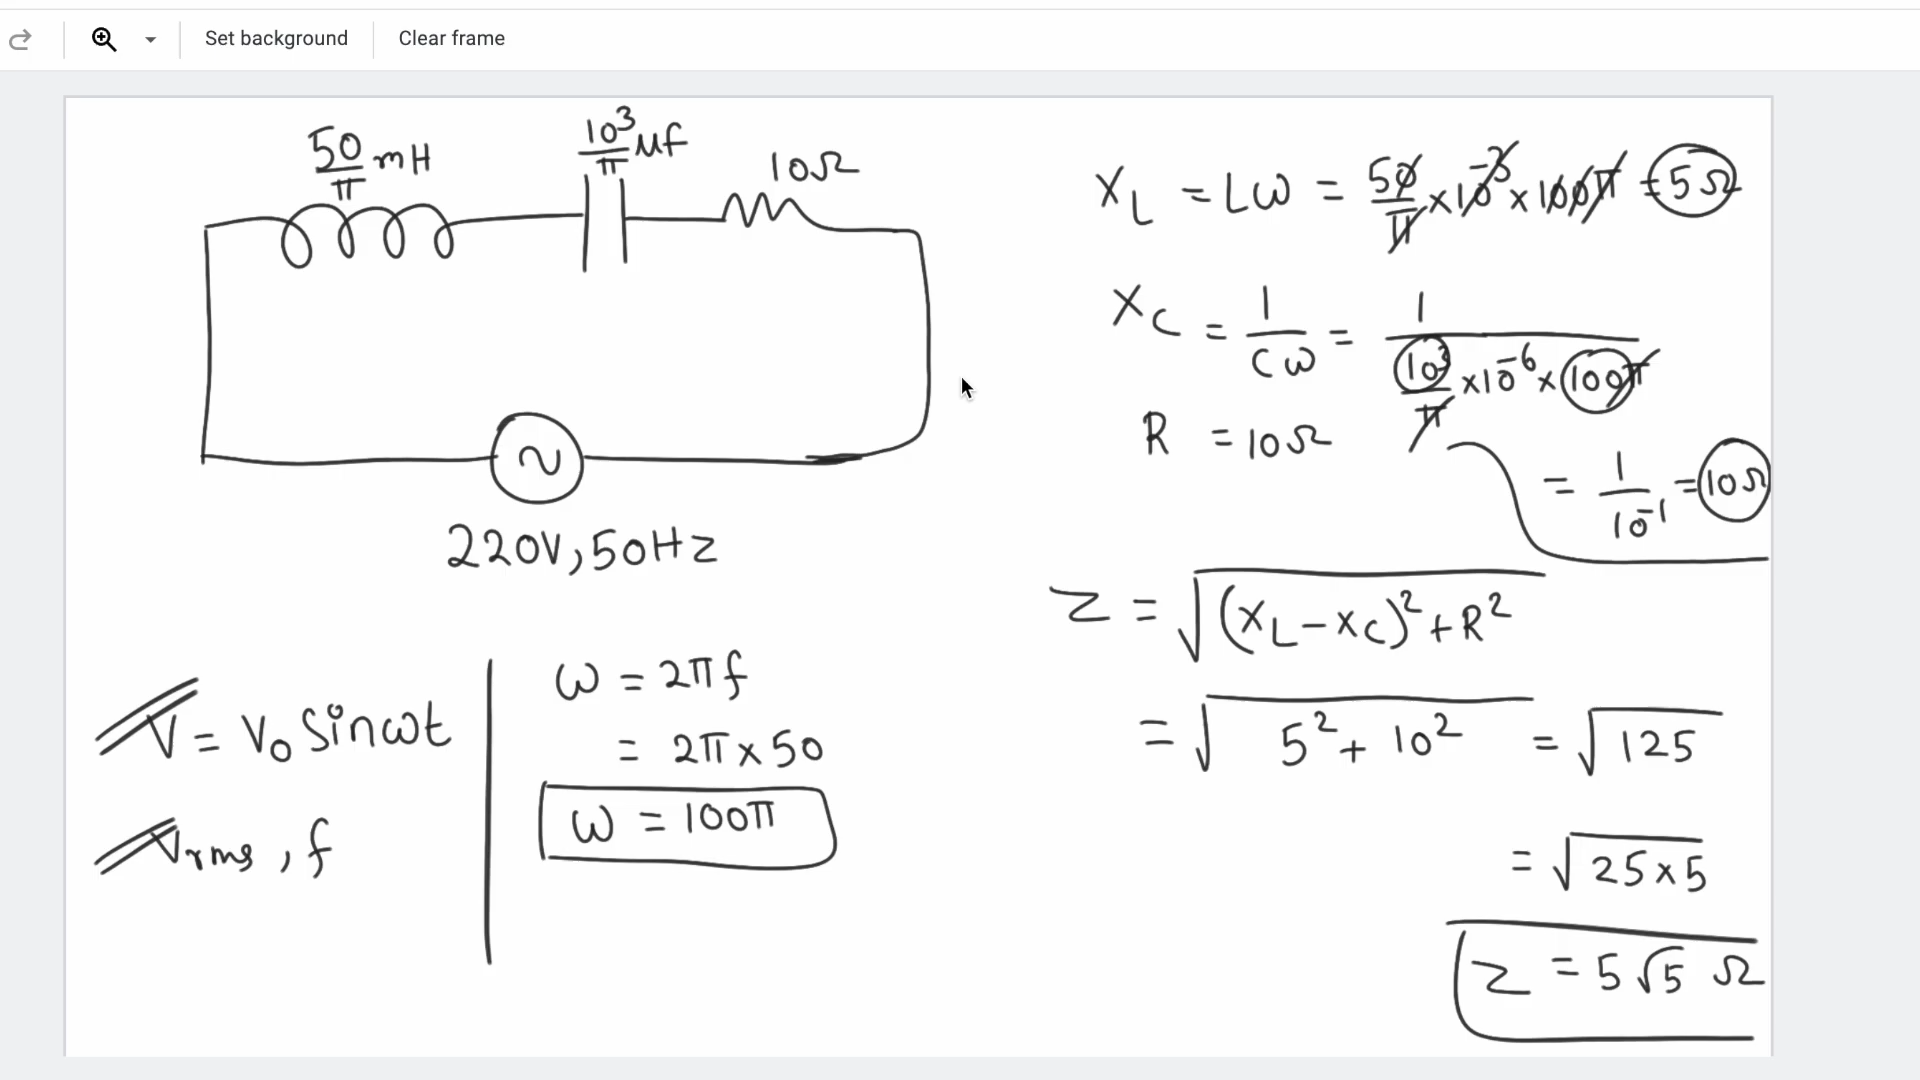 Set background
Clear frame
50/π mH
10³/π μf
10Ω
220V, 50Hz
V = V₀ sinωt
Vrms, f
ω = 2πf
= 2π × 50
ω = 100π
X_L = Lω = 50/π × 10⁻³ × 100π = 5Ω
X_C = 1/Cω = 1/(10³/π × 10⁻⁶ × 100π)
R = 10Ω
= 1/10⁻¹ = 10Ω
Z = √((X_L - X_C)² + R²)
= √(5² + 10²) = √125
= √(25 × 5)
Z = 5√5 Ω